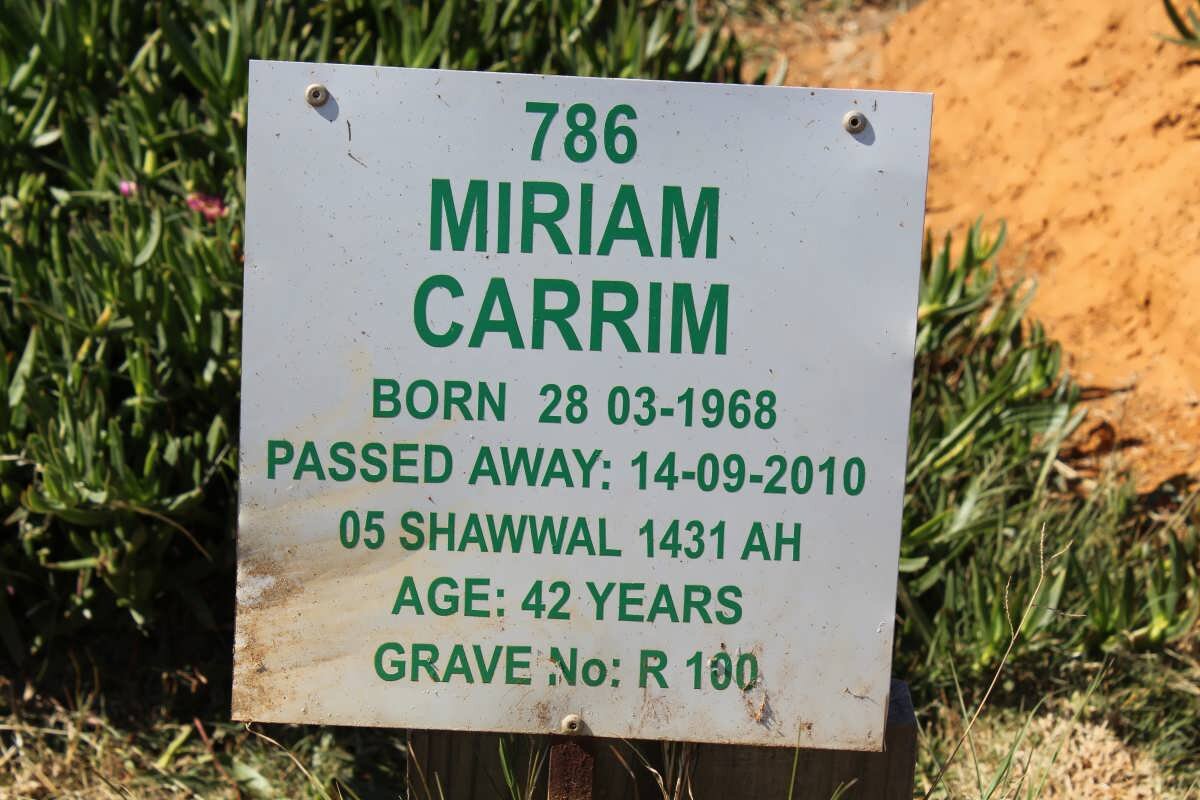 786
MIRIAM
CARRIM
BORN 28 03-1968
PASSED AWAY: 14-09-2010
05 SHAWWAL 1431 AH
AGE: 42 YEARS
GRAVE No: R 100